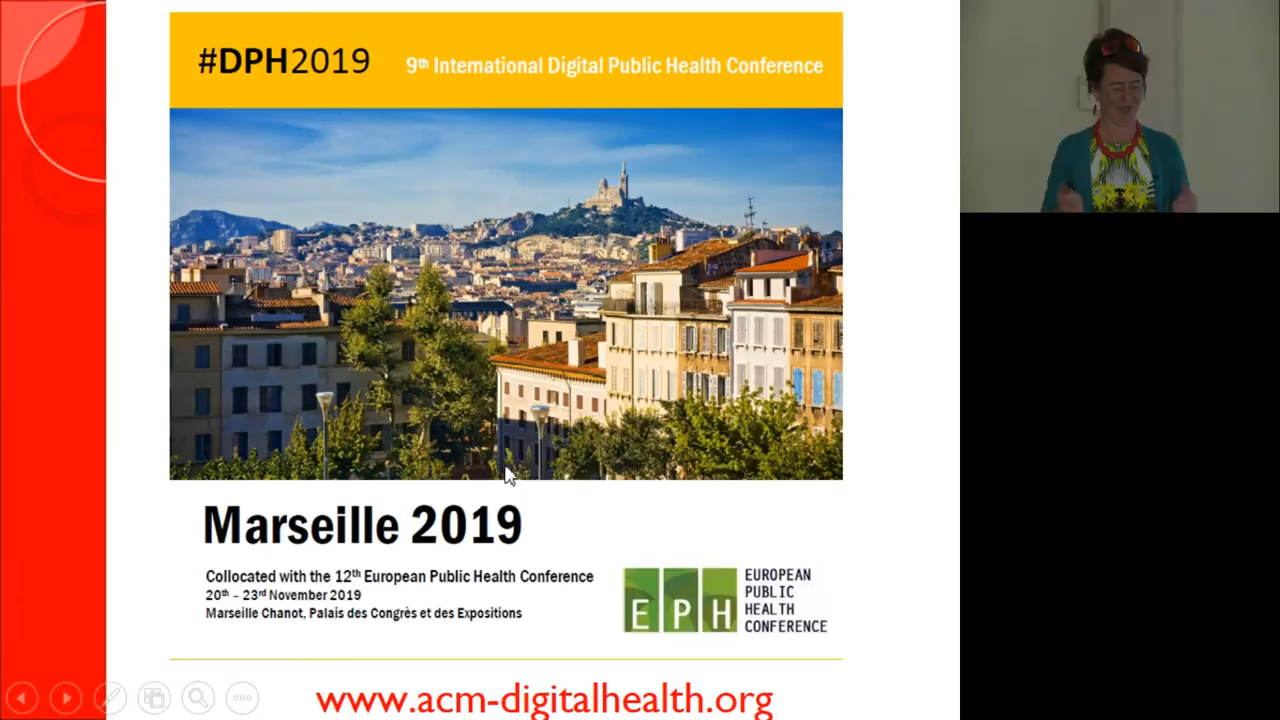 #DPH2019
9th International Digital Public Health Conference
Marseille 2019
Collocated with the 12th European Public Health Conference
20th – 23rd November 2019
Marseille Chanot, Palais des Congrès et des Expositions
EPH
EUROPEAN
PUBLIC
HEALTH
CONFERENCE
www.acm-digitalhealth.org